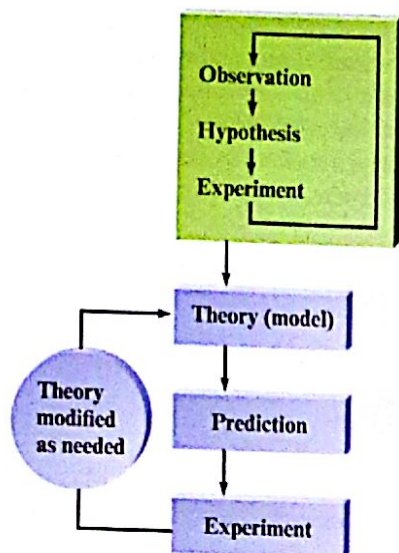 Observation
Hypothesis
Experiment
Theory (model)
Theory
modified
as needed
Prediction
Experiment